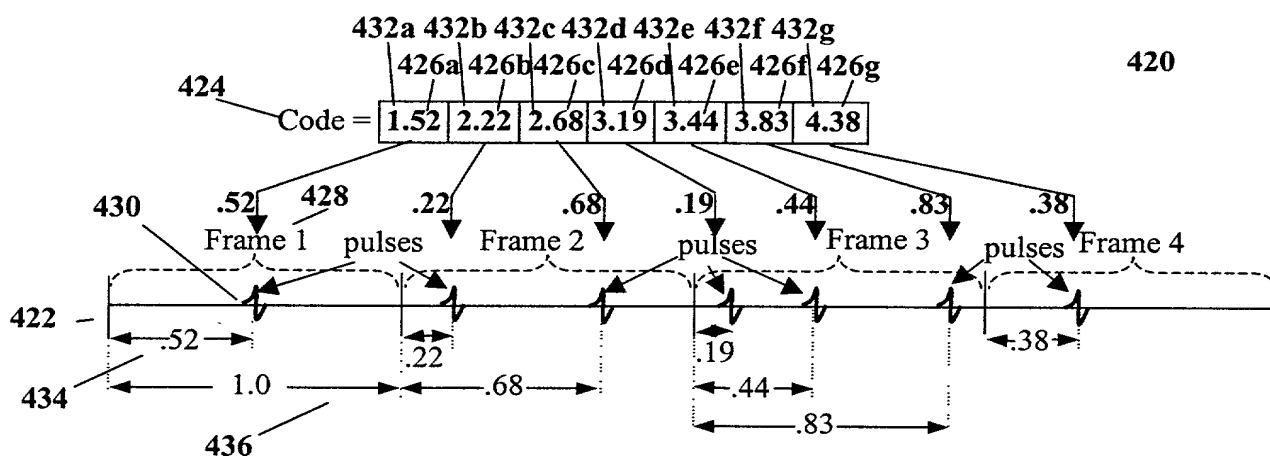 432a 432b 432c 432d 432e 432f 432g
426a 426b 426c 426d 426e 426f 426g
420
424
Code = 1.52 2.22 2.68 3.19 3.44 3.83 4.38
.52 428 .22 .68 .19 .44 .83 .38
430
Frame 1 pulses Frame 2 pulses Frame 3 pulses Frame 4
422
.52 .22 .19 .38
434
1.0 .68 .44
436
.83